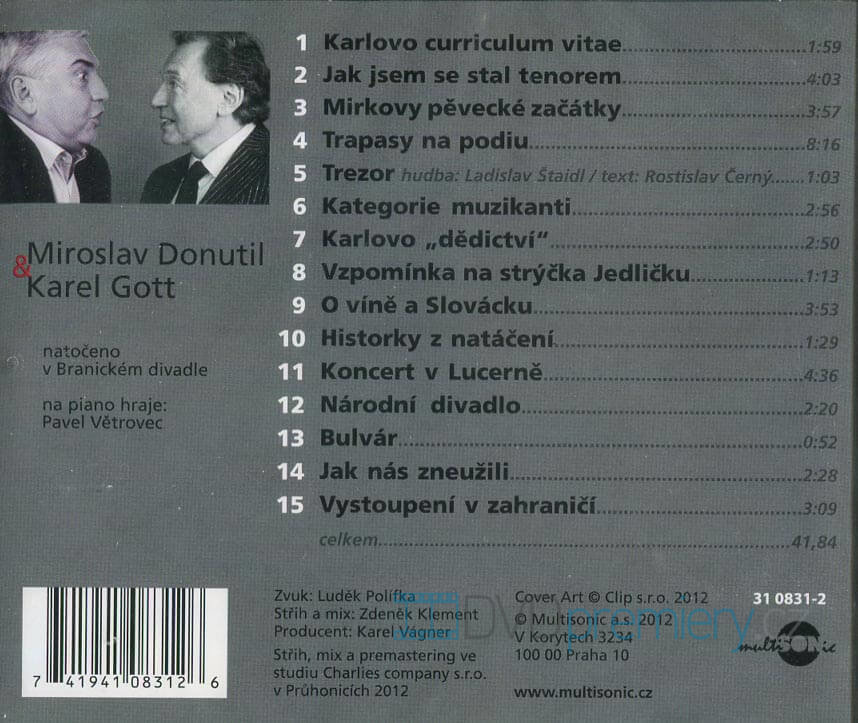 1 Karlovo curriculum vitae 1:59
2 Jak jsem se stal tenorem 4:03
3 Mirkovy pěvecké začátky 3:57
4 Trapasy na podiu 8:16
5 Trezor hudba: Ladislav Štaidl / text: Rostislav Černý 1:03
6 Kategorie muzikanti 2:56
7 Karlovo „dědictví“ 2:50
8 Vzpomínka na strýčka Jedličku 1:13
9 O víně a Slovácku 3:53
10 Historky z natáčení 1:29
11 Koncert v Lucerně 4:36
12 Národní divadlo 2:20
13 Bulvár 0:52
14 Jak nás zneužili 2:28
15 Vystoupení v zahraničí 3:09
celkem 41,84
Miroslav Donutil
&
Karel Gott
natočeno
v Branickém divadle
na piano hraje:
Pavel Větrovec
7 41941 08312 6
Zvuk: Luděk Polífka
Střih a mix: Zdeněk Klement
Producent: Karel Vágner
Střih, mix a premastering ve
studiu Charlies company s.r.o.
v Průhonicích 2012
Cover Art © Clip s.r.o. 2012
© Multisonic a.s. 2012
V Korytech 3234
100 00 Praha 10
www.multisonic.cz
31 0831-2
multisonic
DVDpremiery.cz